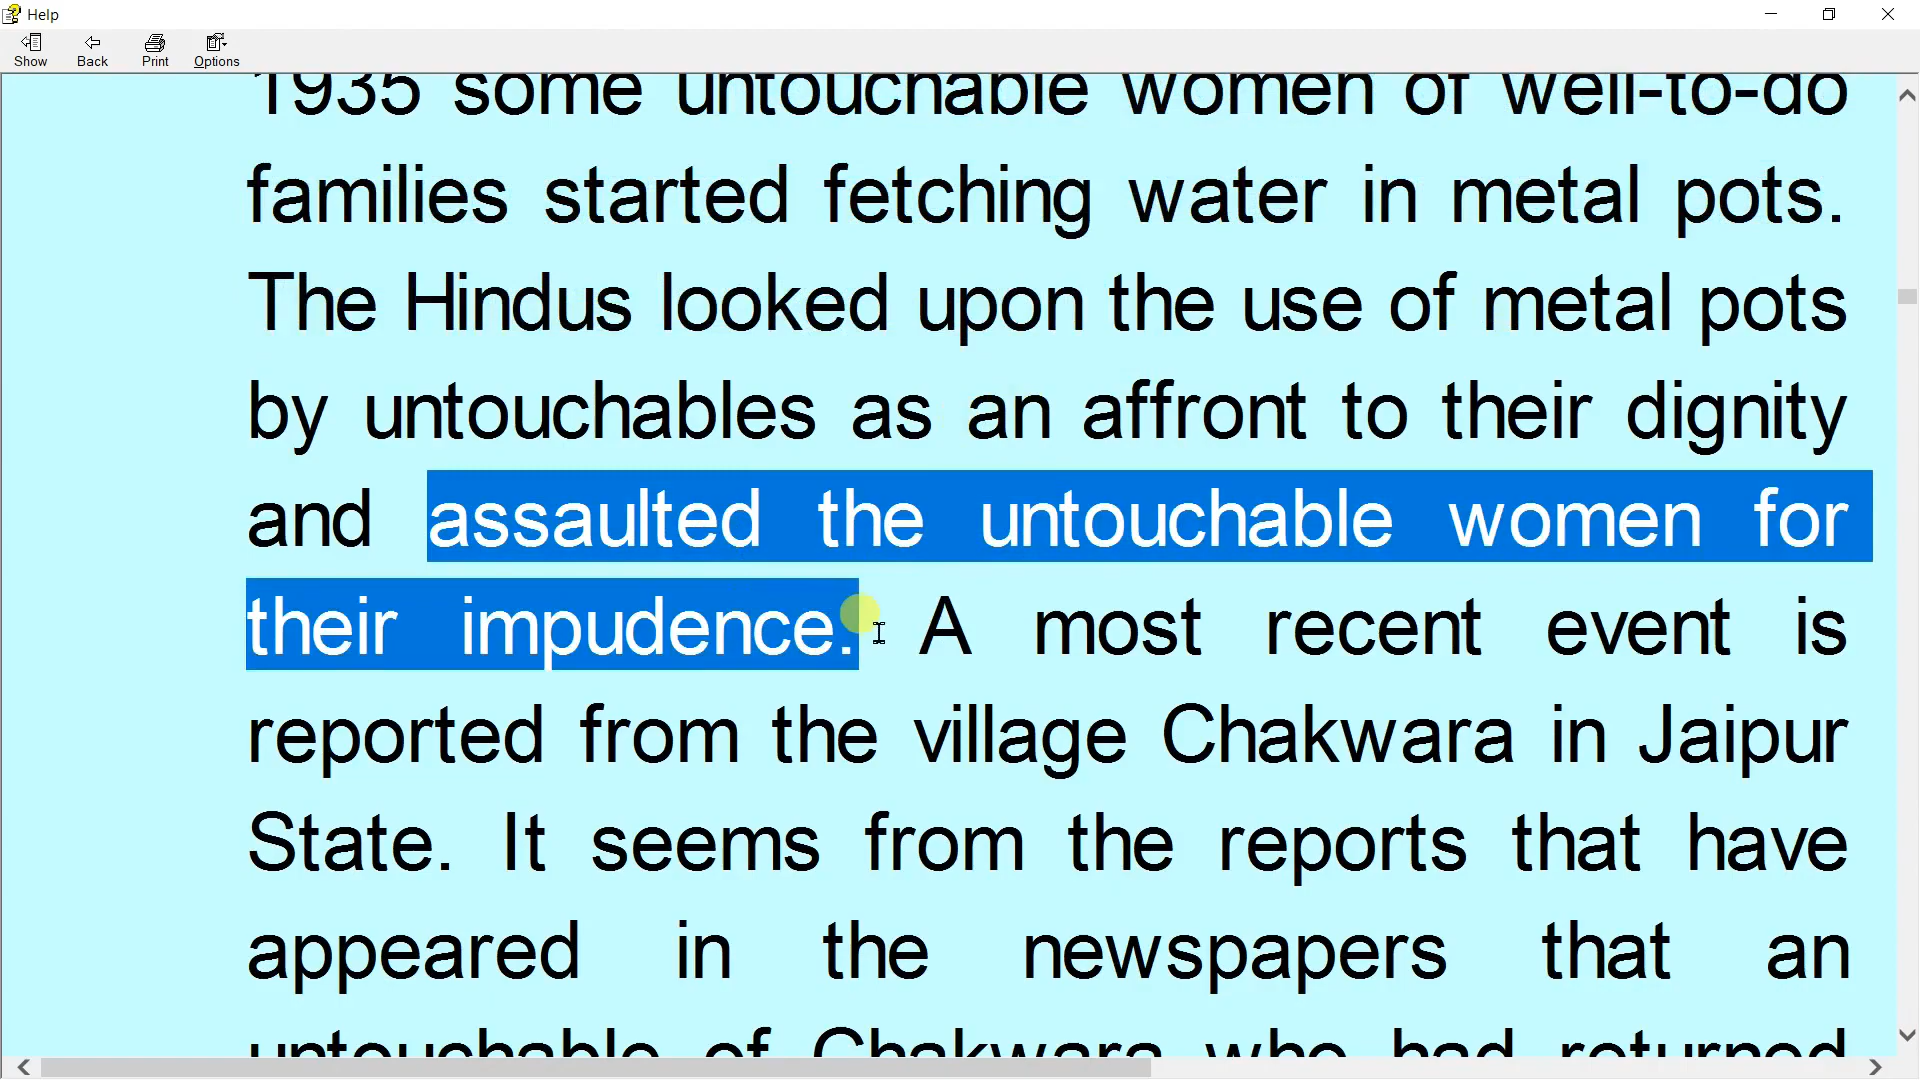 Help
Show Back Print Options
1935 some untouchable women of well-to-do
families started fetching water in metal pots.
The Hindus looked upon the use of metal pots
by untouchables as an affront to their dignity
and assaulted the untouchable women for
their impudence. A most recent event is
reported from the village Chakwara in Jaipur
State. It seems from the reports that have
appeared in the newspapers that an
untouchable of Chakwara who had returned